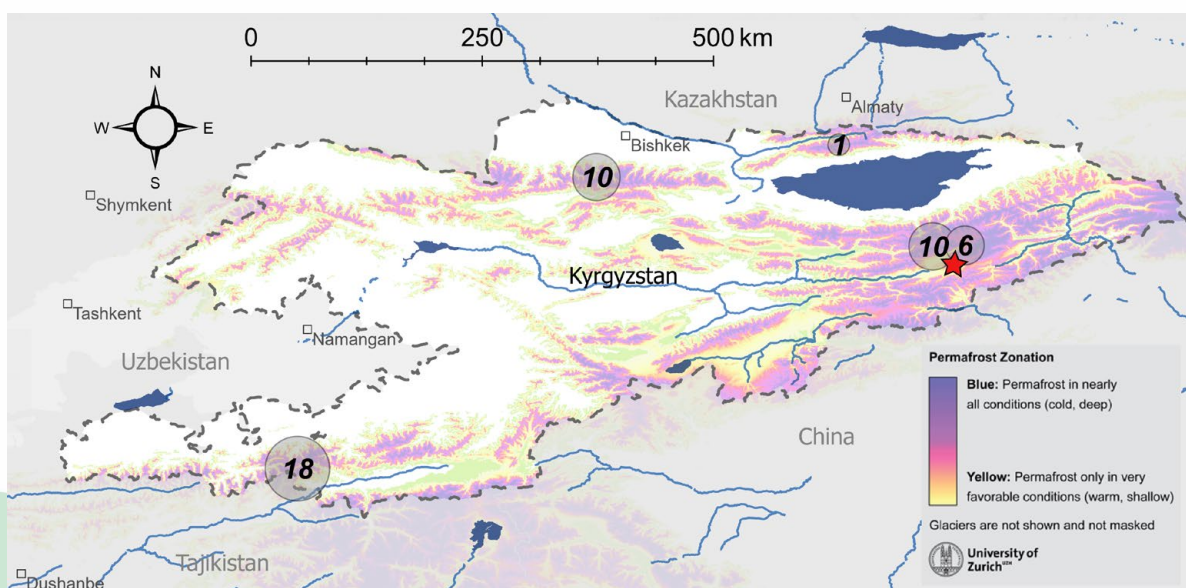 0 250 500 km
N
W E
S
Kazakhstan
Almaty
Bishkek
1
10
Shymkent
10 6
Kyrgyzstan
Tashkent
Namangan
Uzbekistan
China
18
Tajikistan
Dushanbe
Permafrost Zonation
Blue: Permafrost in nearly
all conditions (cold, deep)
Yellow: Permafrost only in very
favorable conditions (warm, shallow)
Glaciers are not shown and not masked
University of
Zurich